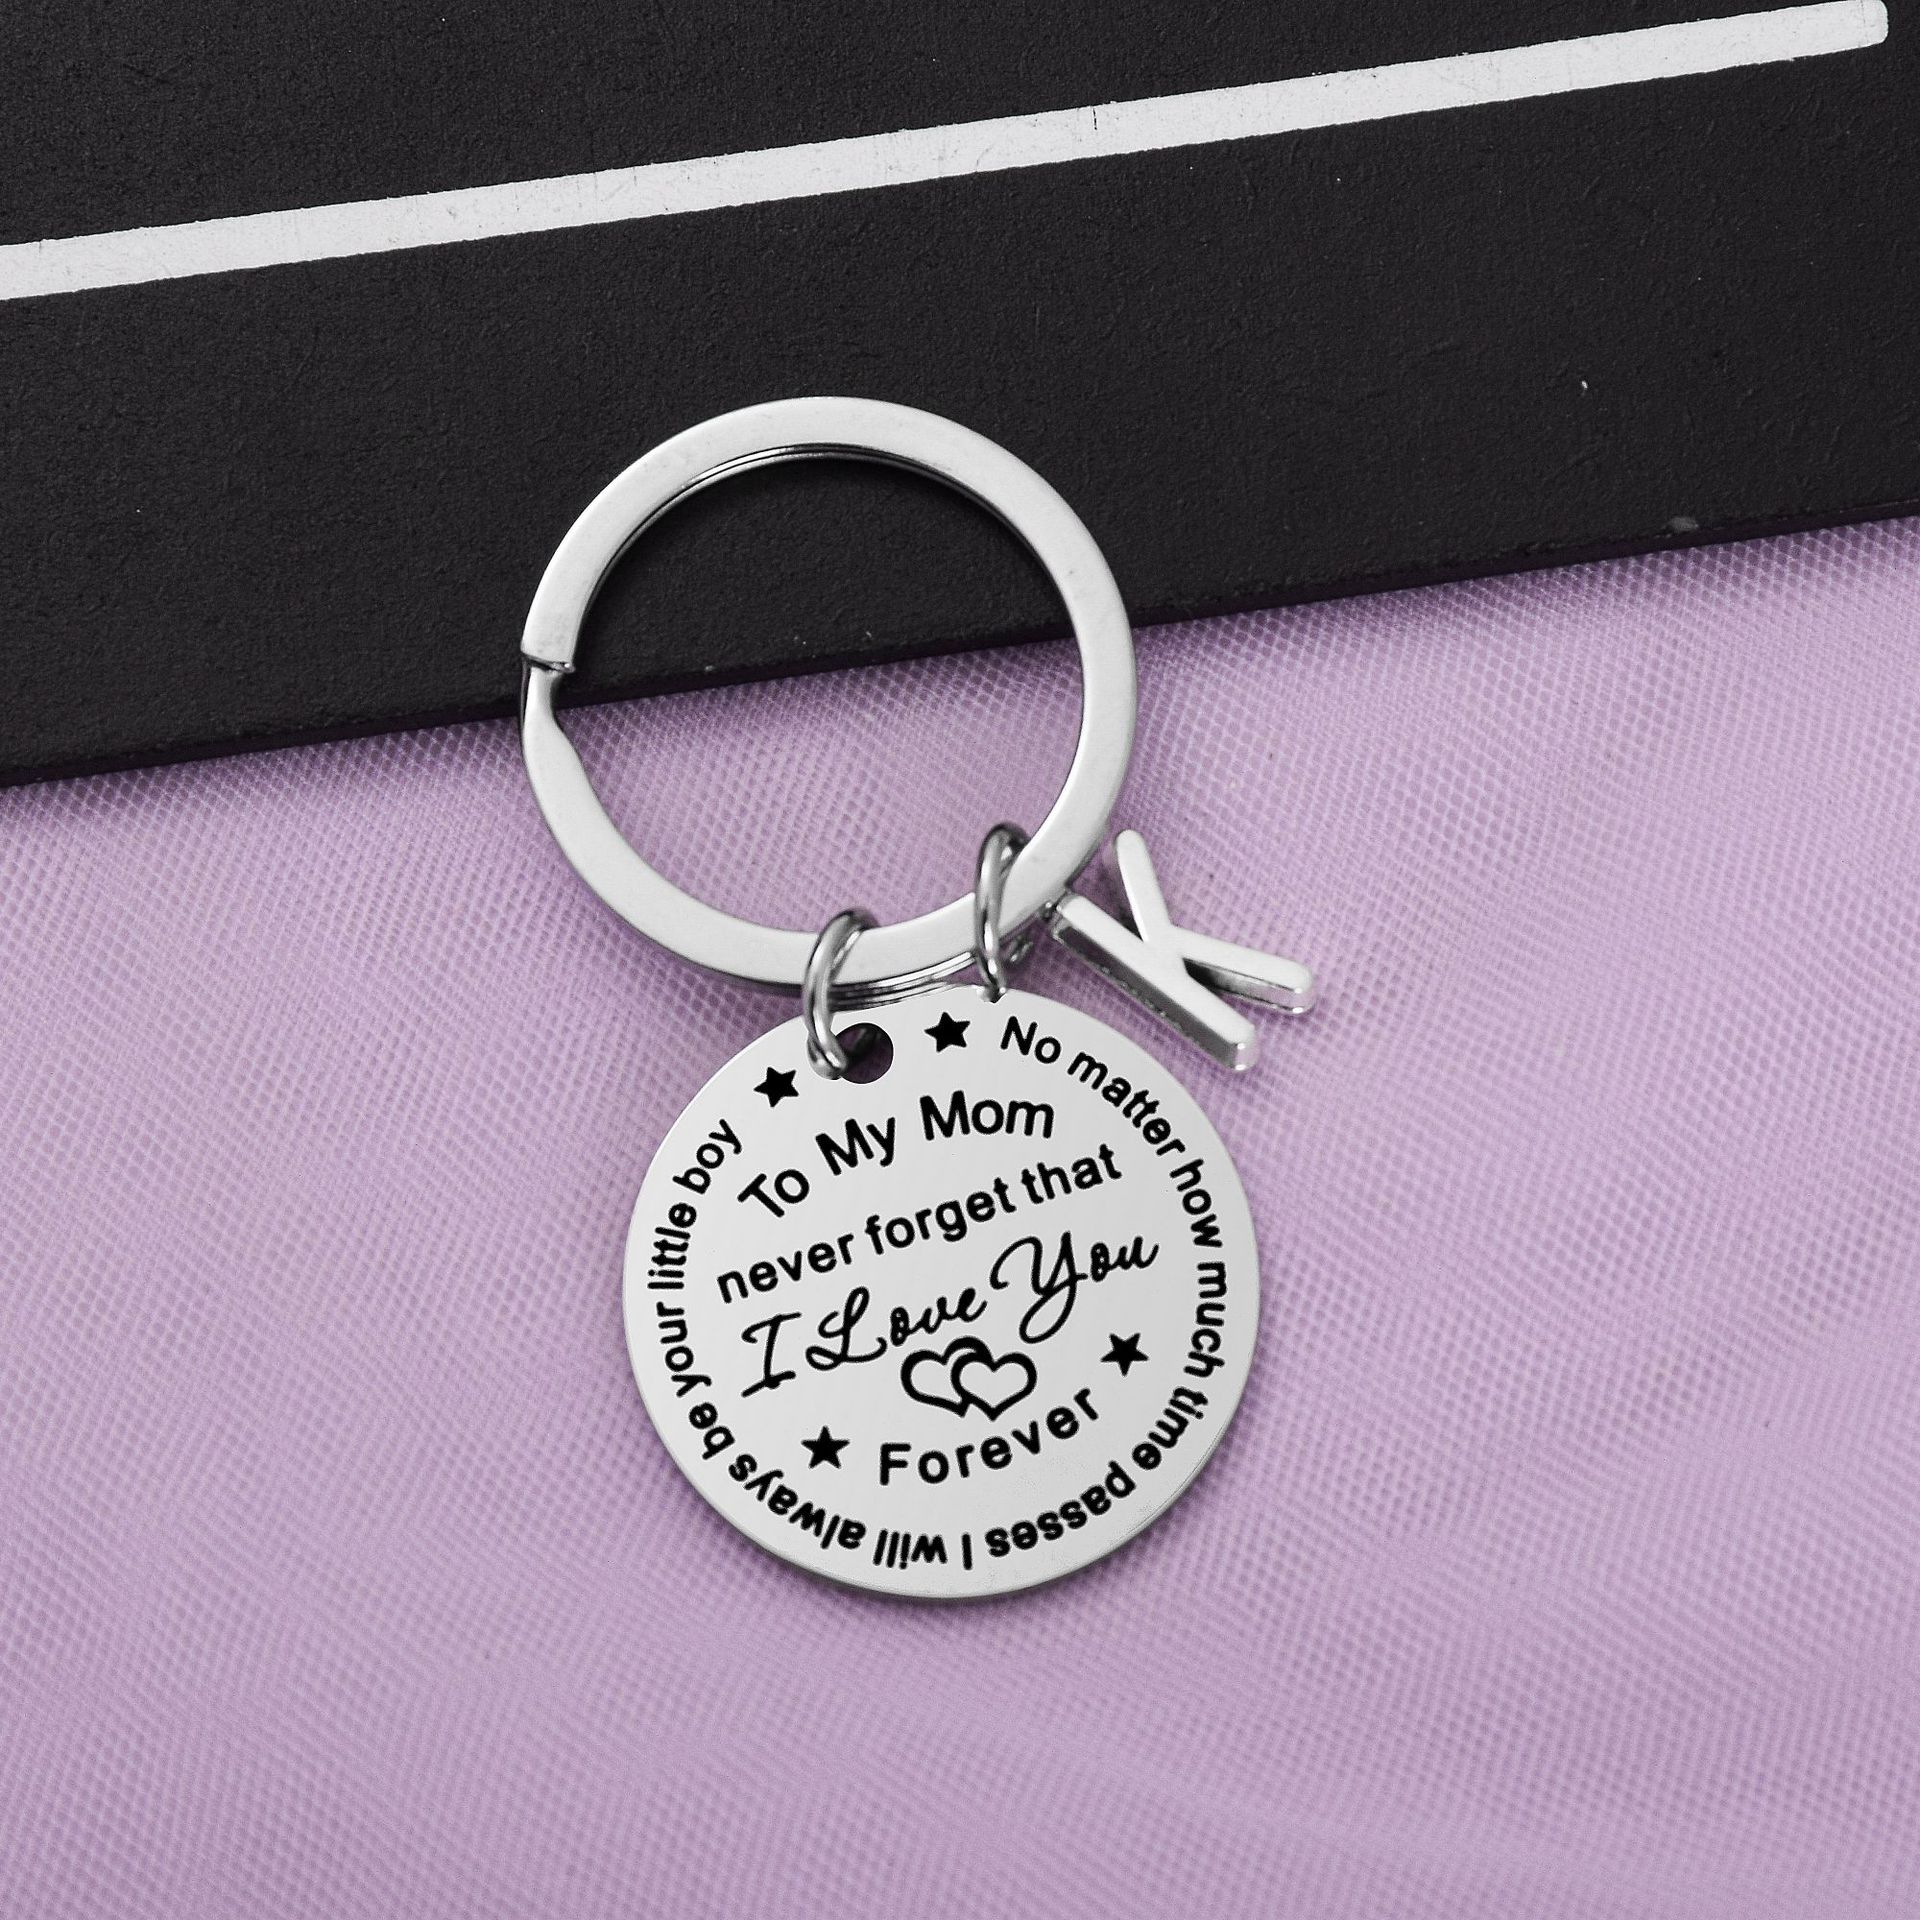 To My Mom
never forget that
I Love You
Forever
No matter how much time passes I will always be your little boy
K